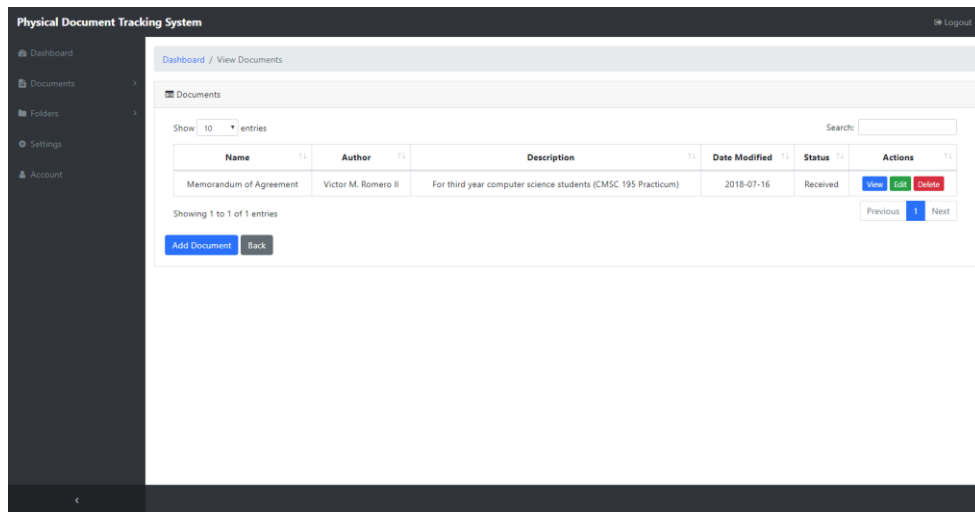 Physical Document Tracking System
Logout
Dashboard
Documents
Folders
Settings
Account
Dashboard / View Documents
Documents
Show 10 entries
Search:
Name Author Description Date Modified Status Actions
Memorandum of Agreement Victor M. Romero II For third year computer science students (CMSC 195 Practicum) 2018-07-16 Received View Edit Delete
Showing 1 to 1 of 1 entries
Previous 1 Next
Add Document Back